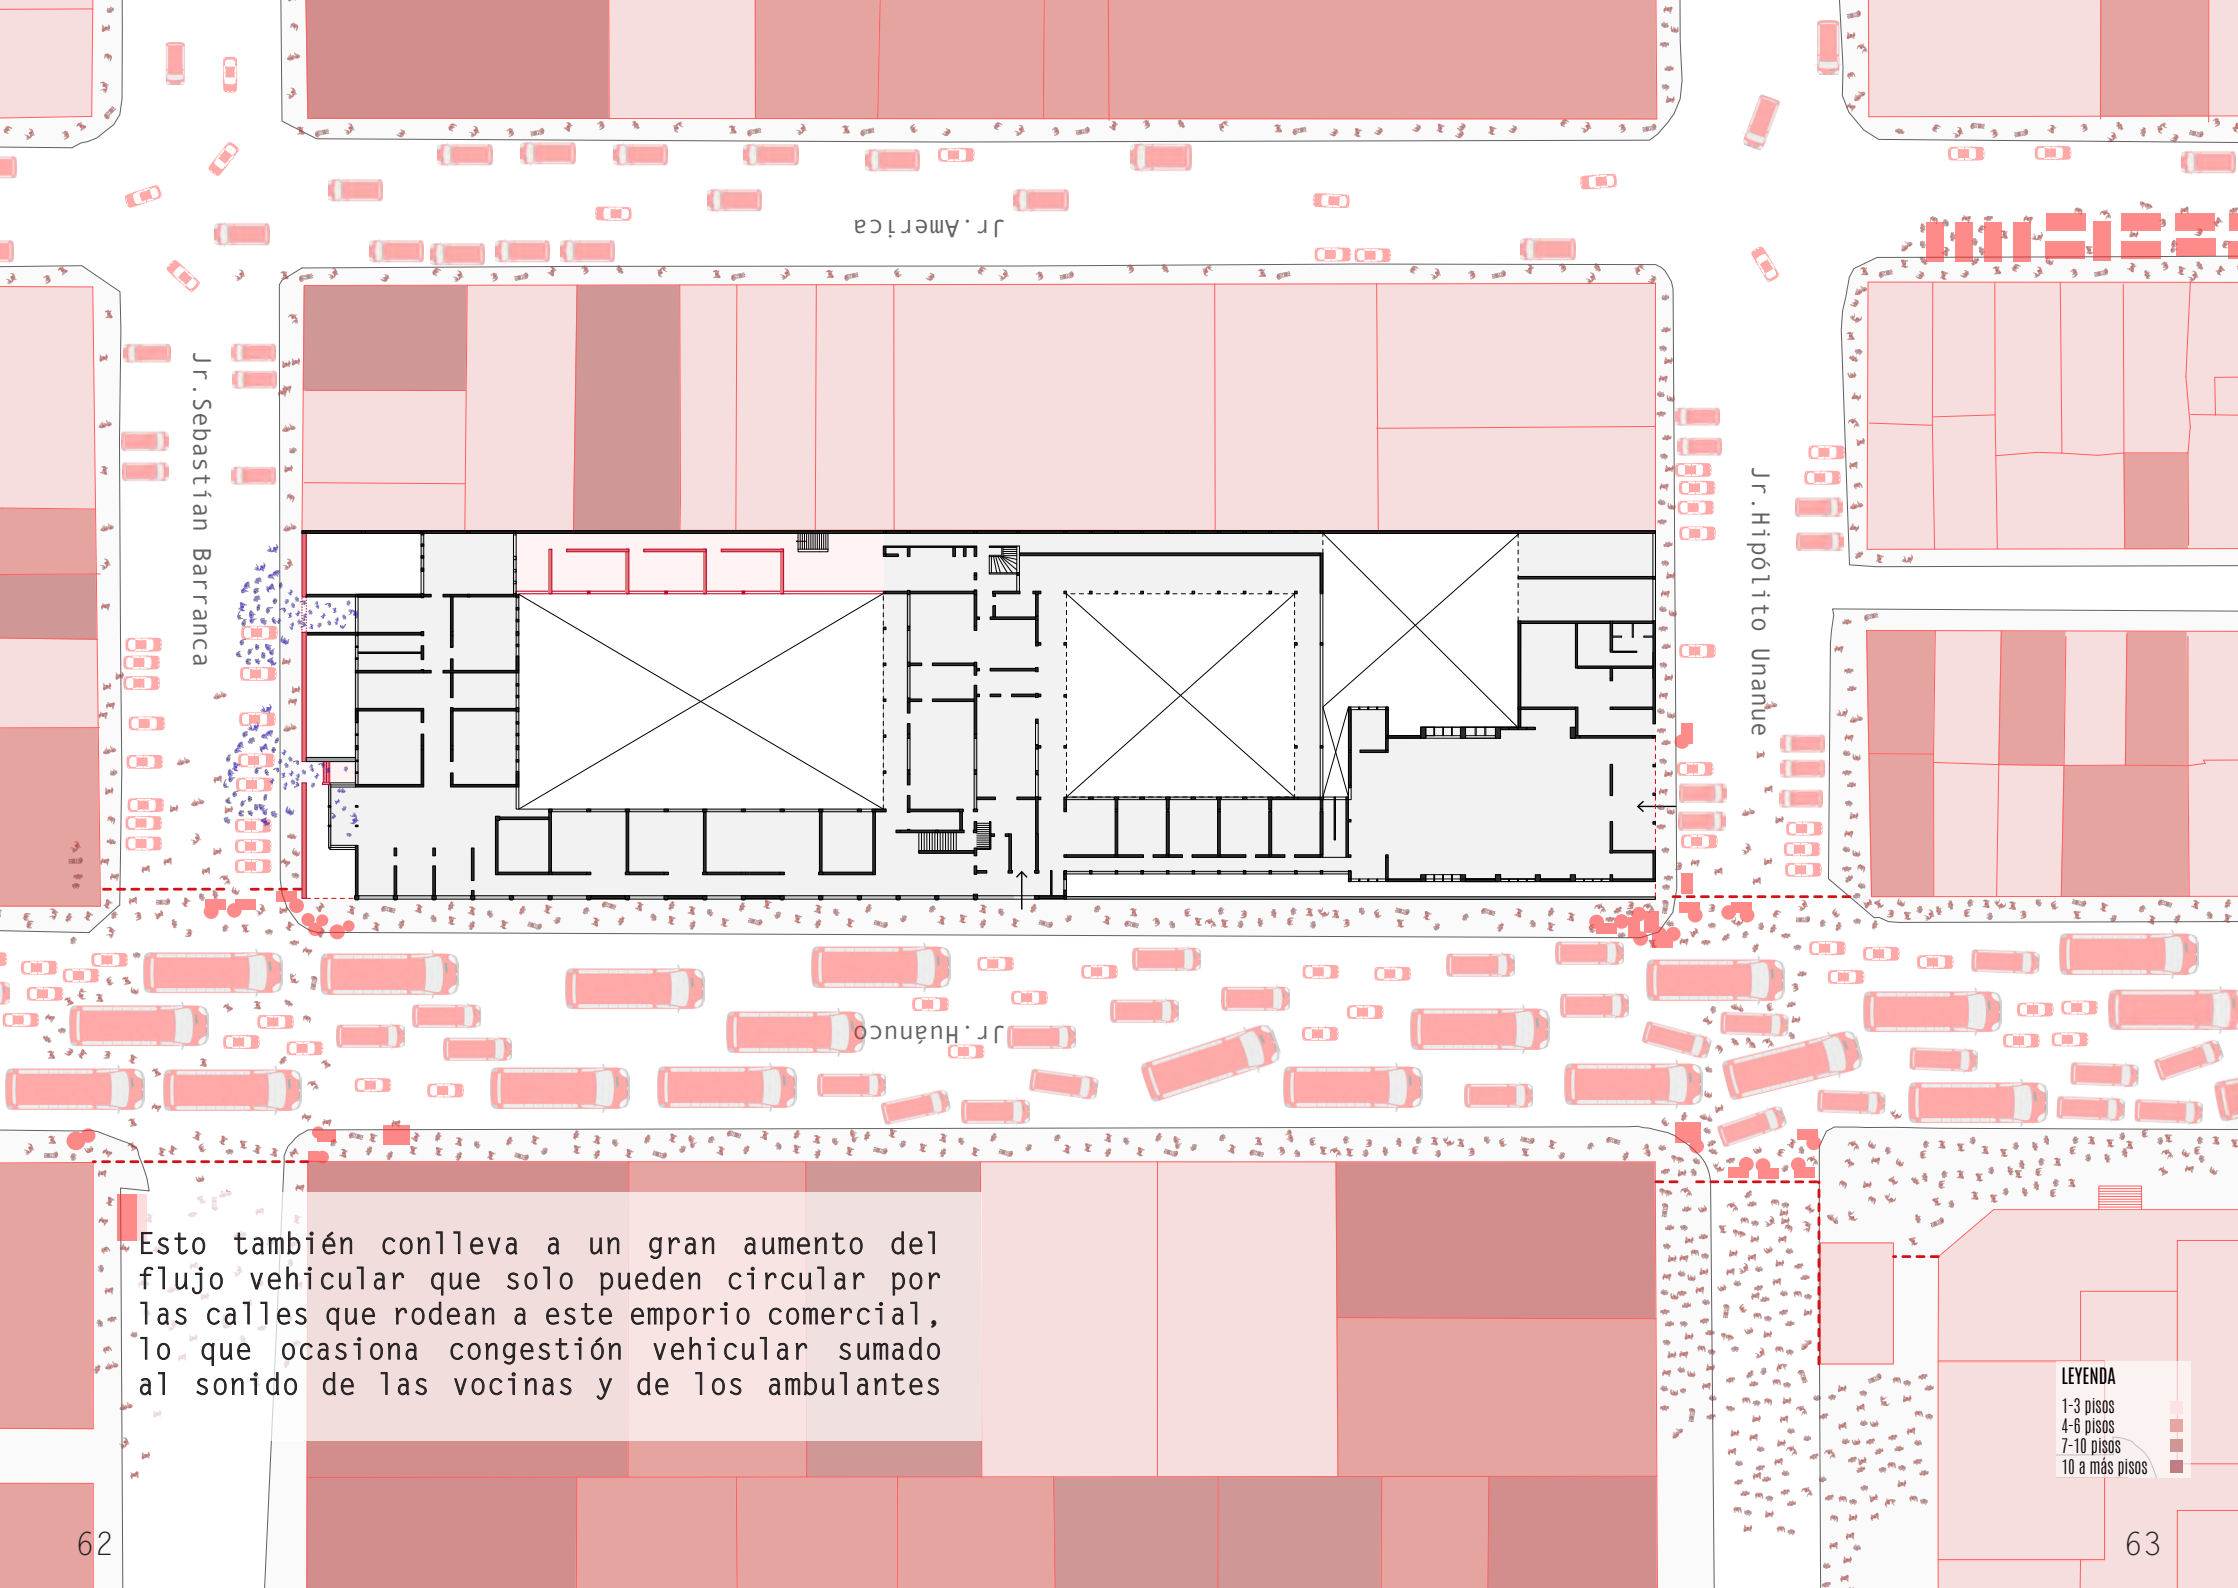 Jr.America
Jr.Sebastían Barranca
Jr.Hipólito Unanue
Jr.Huánuco
Esto también conlleva a un gran aumento del
flujo vehicular que solo pueden circular por
las calles que rodean a este emporio comercial,
lo que ocasiona congestión vehicular sumado
al sonido de las vocinas y de los ambulantes
LEYENDA
1-3 pisos
4-6 pisos
7-10 pisos
10 a más pisos
62
63